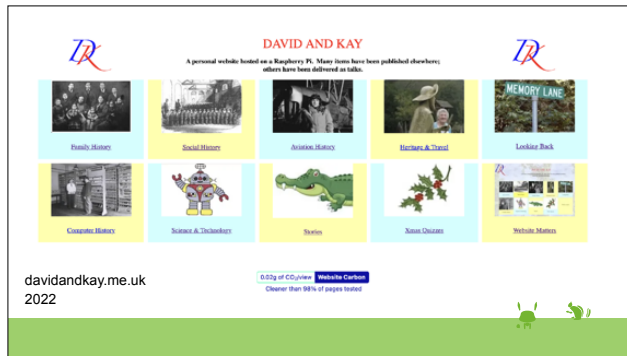 DK
DAVID AND KAY
DK
A personal website hosted on a Raspberry Pi. Many items have been published elsewhere;
others have been delivered as talks.
MEMORY LANE
Family History
Social History
Aviation History
Heritage & Travel
Looking Back
Computer History
Science & Technology
Stories
Xmas Quizzes
Website Matters
davidandkay.me.uk
2022
0.02g of CO₂/view Website Carbon
Cleaner than 98% of pages tested